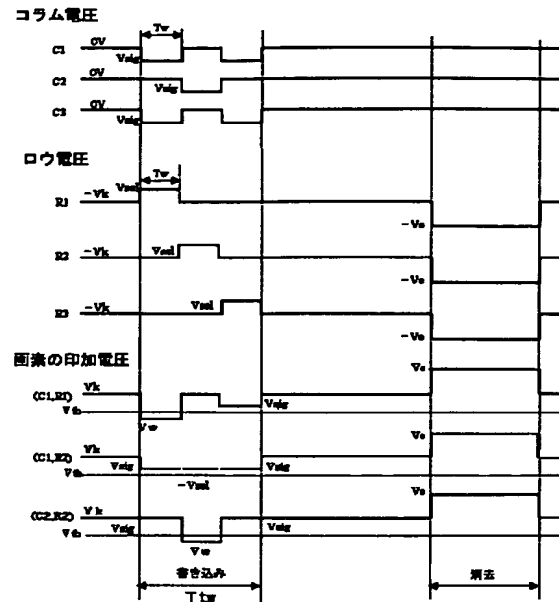 コラム電圧
Tw
C1 0V
Vsig
C2 0V
Vsig
C3 0V
Vsig
ロウ電圧
Vsel Tw
R1 -Vk
-Ve
R2 -Vk Vsel
-Ve
R3 -Vk Vsel
-Ve
画素の印加電圧
Ve
(C1,R1) Vk
Vth Vsig
Vw
Ve
(C1,R2) Vk
Vth Vsig Vsig
-Vsel
Ve
(C2,R2) Vk
Vsig Vsig
Vth
Vw
書き込み 消去
Ttw